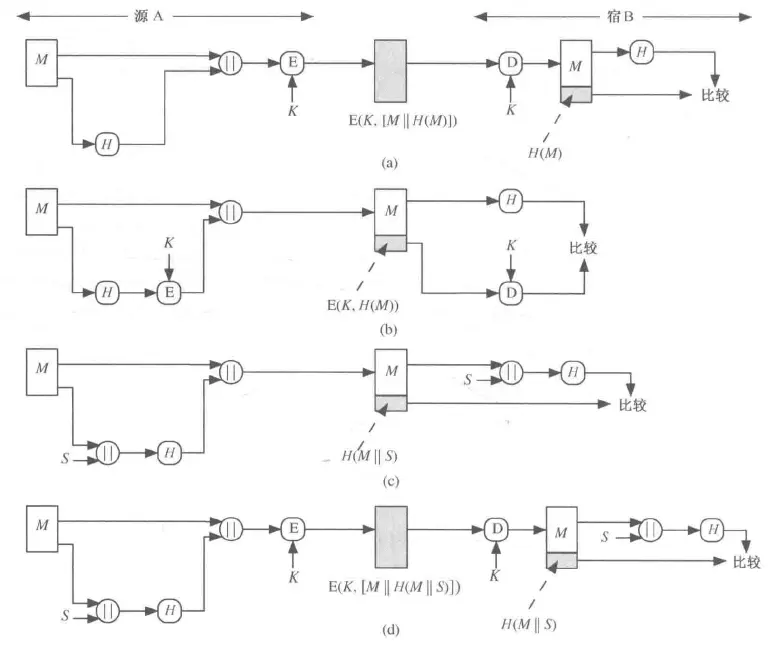 源 A 宿 B
M || E D M H
H K K 比较
E(K, [M || H(M)])
H(M)
(a)
M || M H
K K 比较
H E D
E(K, H(M))
(b)
M || M || H
S 比较
S || H
H(M || S)
(c)
M || E D M || H
S
K K 比较
S || H
E(K, [M || H(M || S)])
H(M || S)
(d)